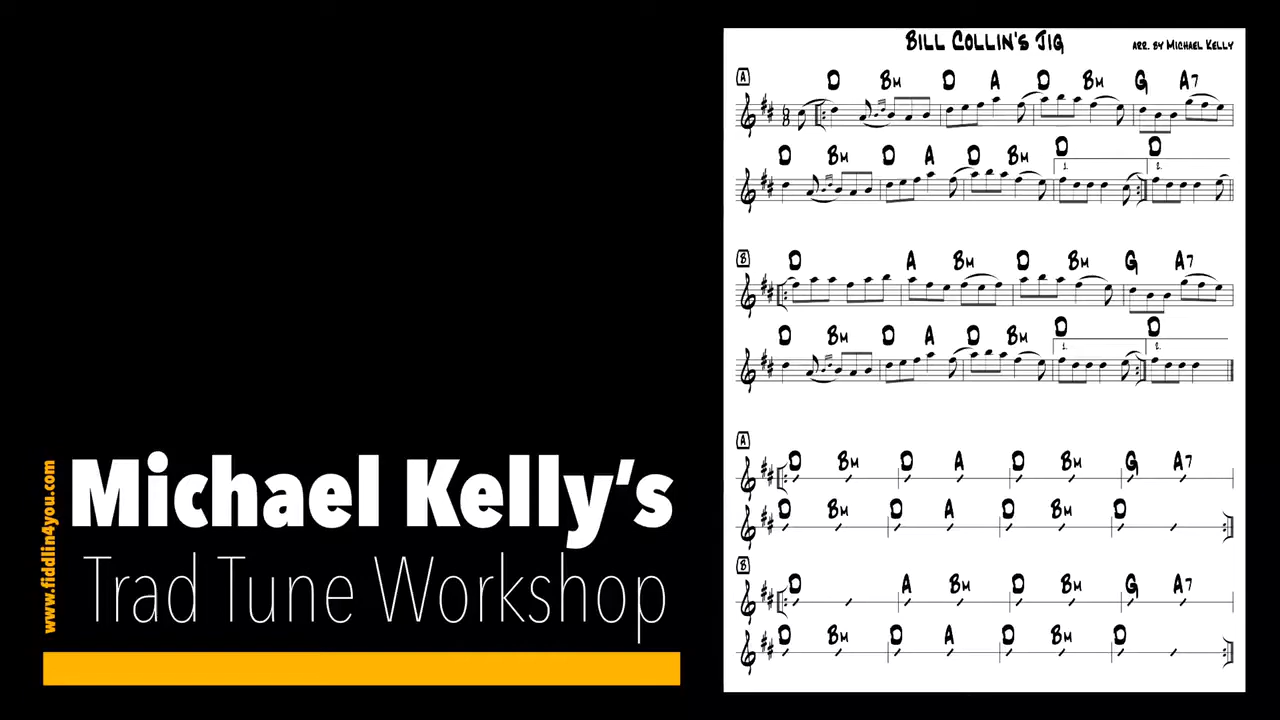 www.fiddlin4you.com
Michael Kelly's
Trad Tune Workshop
Bill Collin's Jig
arr. by Michael Kelly
A
D Bm D A D Bm G A7
6 8
D Bm D A D Bm D D
1. 2.
B
D A Bm D Bm G A7
D Bm D A D Bm D D
1. 2.
A
D Bm D A D Bm G A7
D Bm D A D Bm D
B
D A Bm D Bm G A7
D Bm D A D Bm D